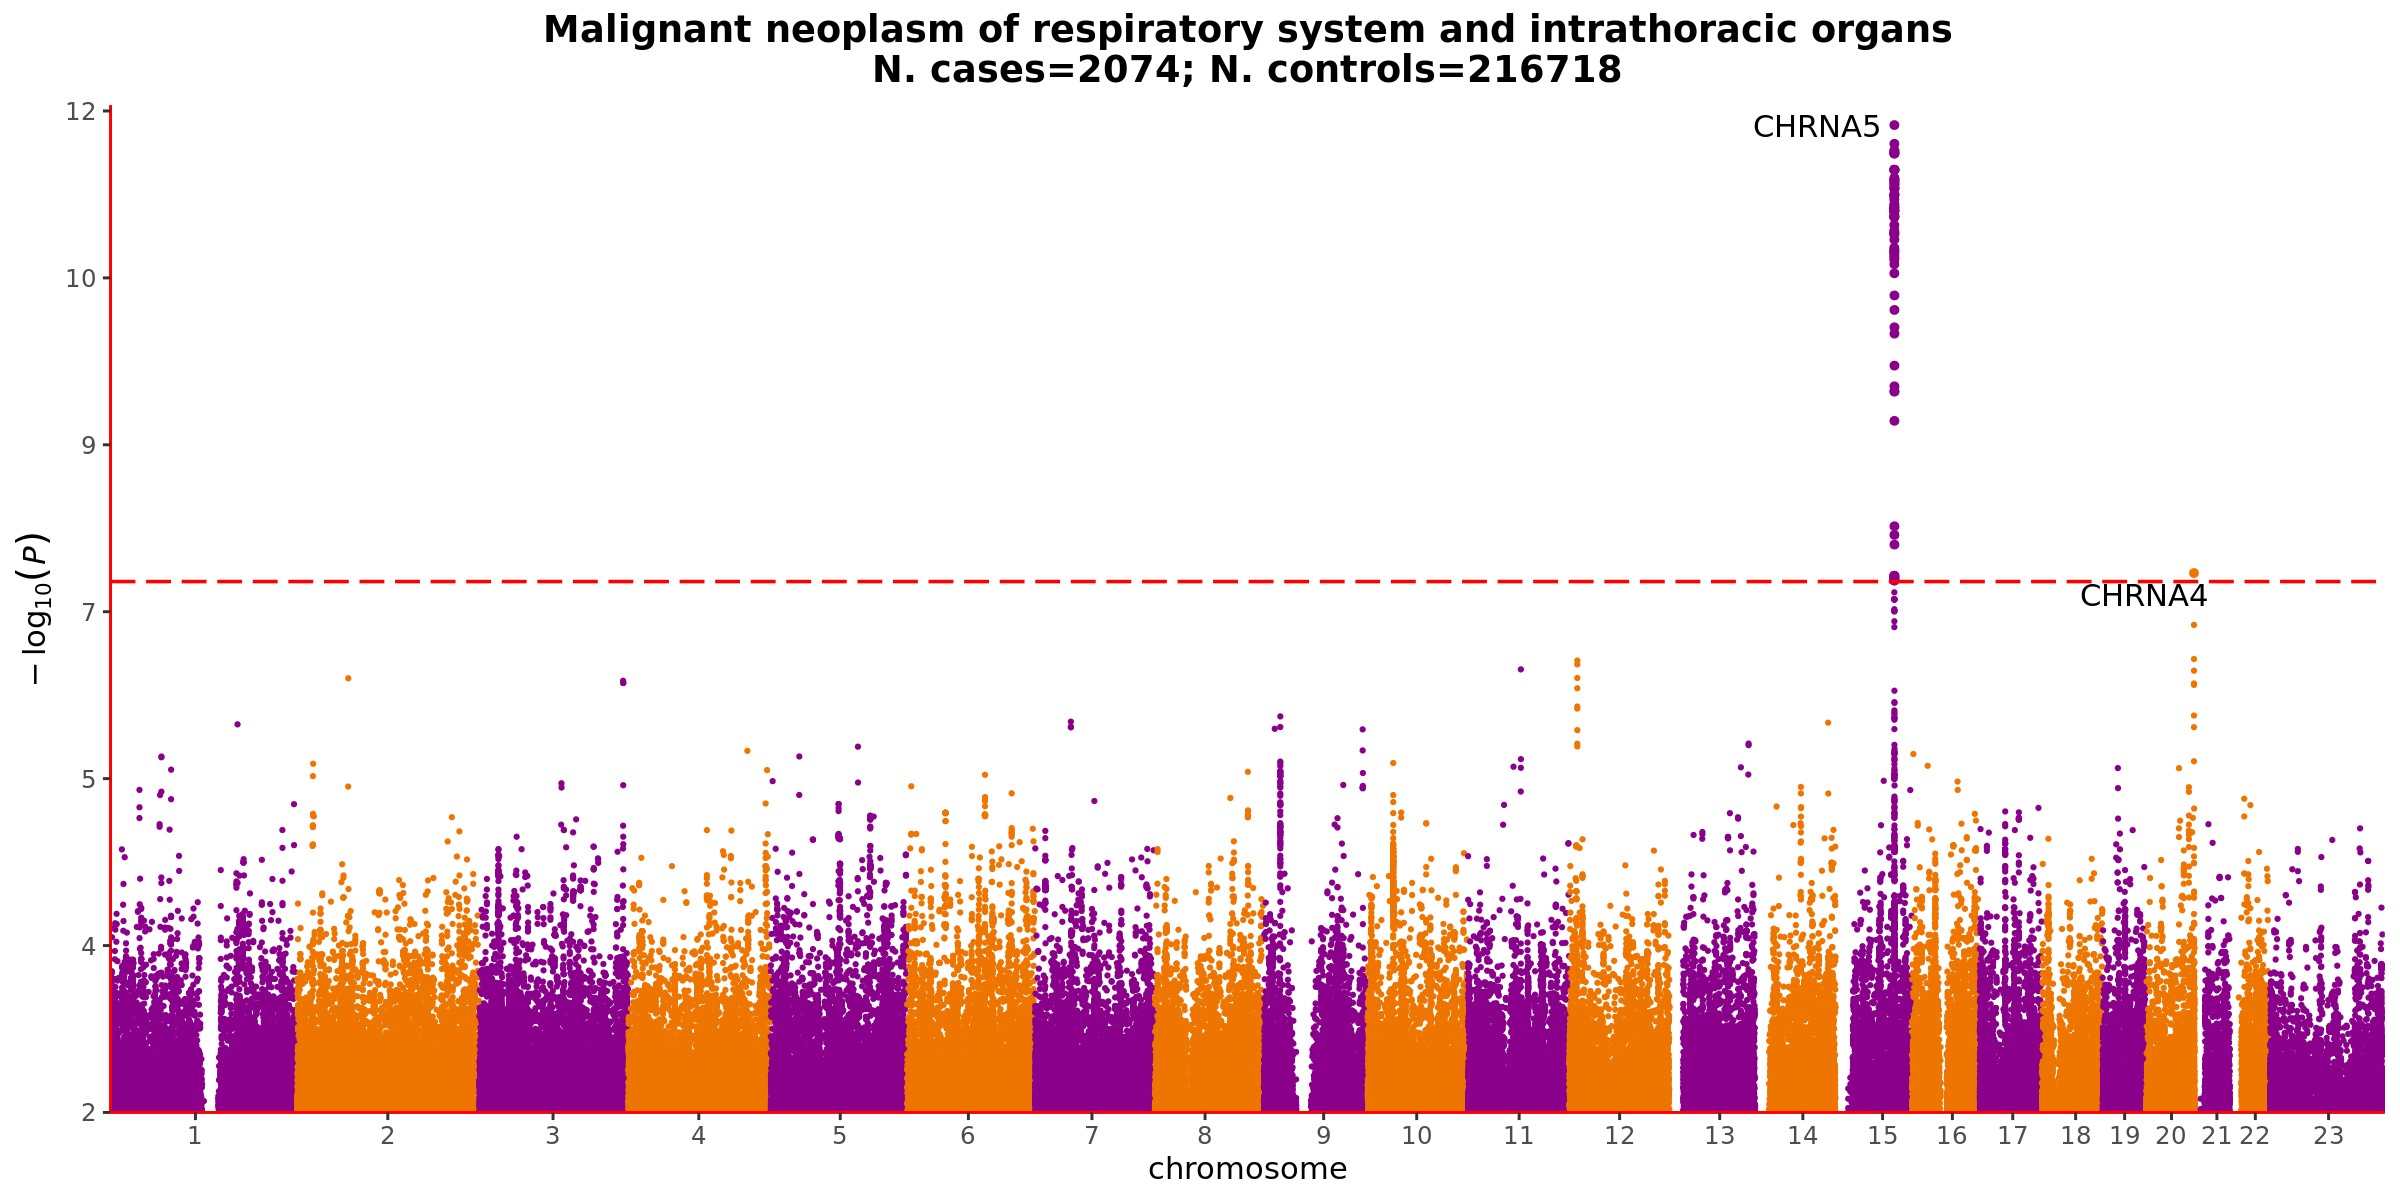 Malignant neoplasm of respiratory system and intrathoracic organs
N. cases=2074; N. controls=216718
12
CHRNA5
10
9
− log10(P)
7
CHRNA4
5
4
2
1 2 3 4 5 6 7 8 9 10 11 12 13 14 15 16 17 18 19 20 21 22 23
chromosome